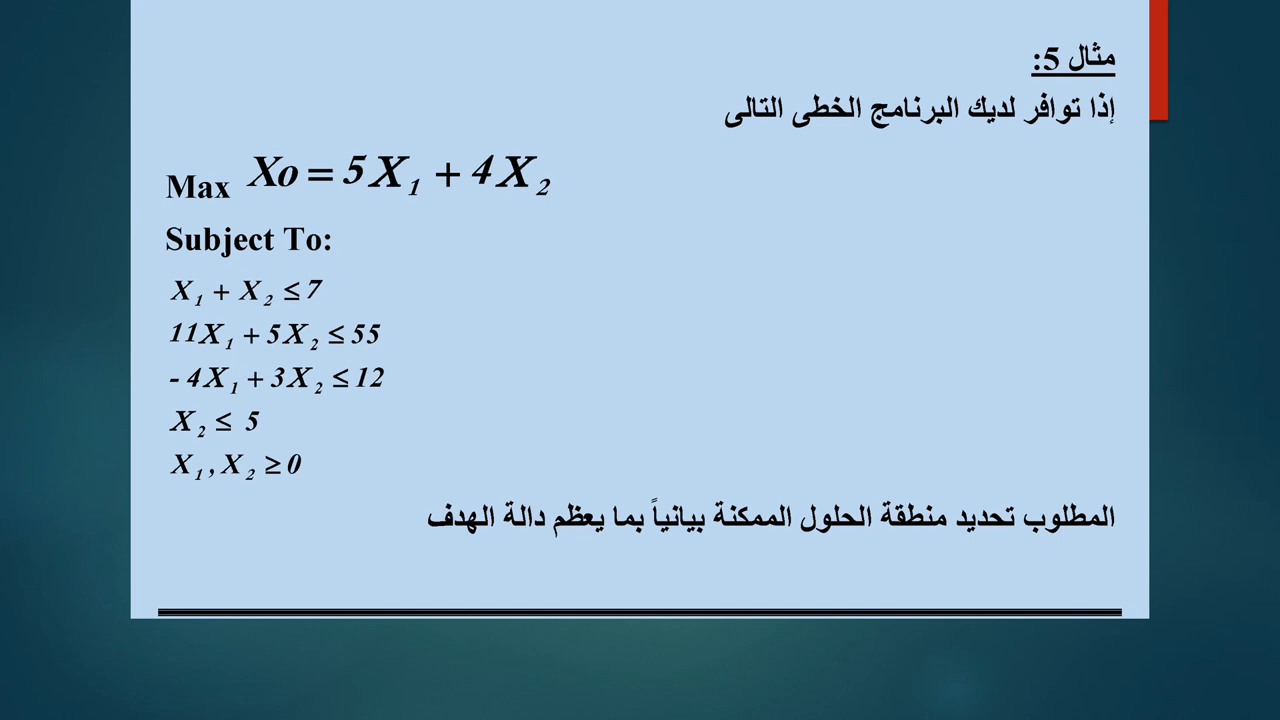 مثال 5:
إذا توافر لديك البرنامج الخطى التالى
Max Xo = 5X₁ + 4X₂
Subject To:
X₁ + X₂ ≤ 7
11X₁ + 5X₂ ≤ 55
- 4X₁ + 3X₂ ≤ 12
X₂ ≤ 5
X₁ , X₂ ≥ 0
المطلوب تحديد منطقة الحلول الممكنة بيانياً بما يعظم دالة الهدف